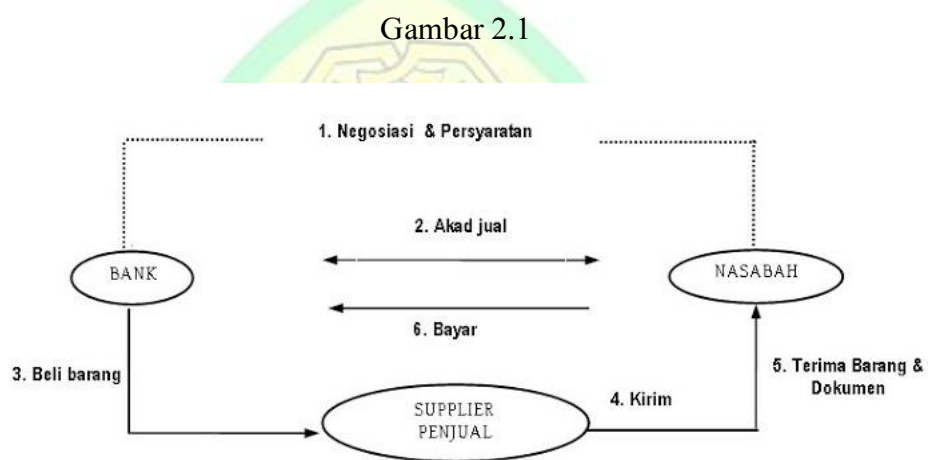 Gambar 2.1
1. Negosiasi & Persyaratan
2. Akad jual
BANK
NASABAH
6. Bayar
3. Beli barang
5. Terima Barang &
Dokumen
4. Kirim
SUPPLIER
PENJUAL